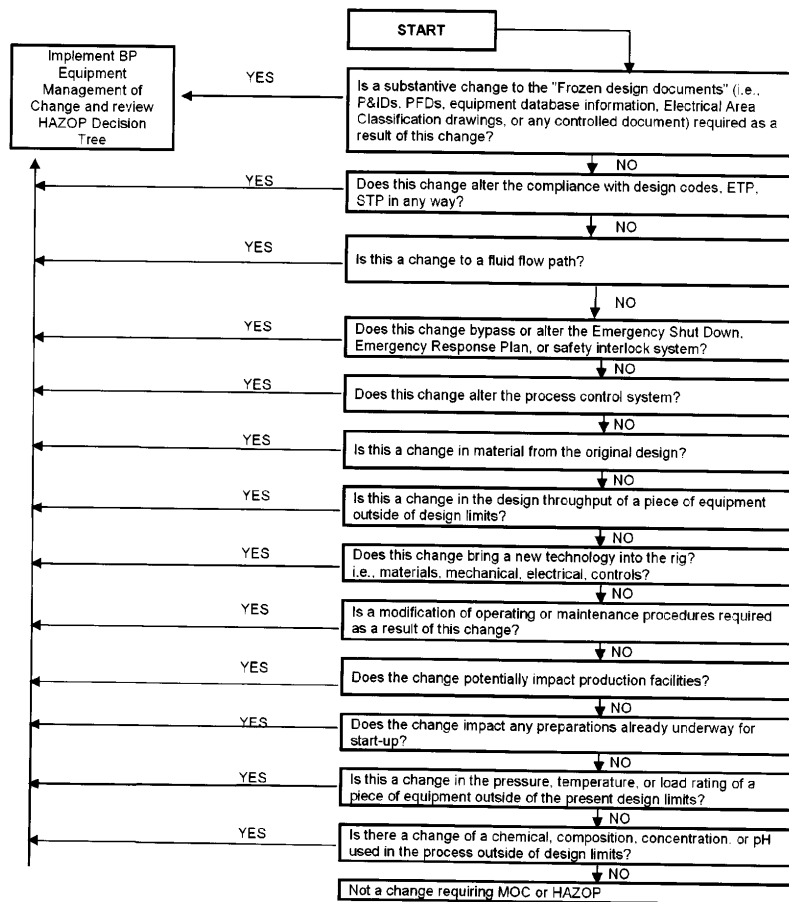 START
Implement BP
Equipment
Management of
Change and review
HAZOP Decision
Tree
YES
Is a substantive change to the "Frozen design documents" (i.e.,
P&IDs. PFDs, equipment database information, Electrical Area
Classification drawings, or any controlled document) required as a
result of this change?
NO
YES
Does this change alter the compliance with design codes, ETP,
STP in any way?
NO
YES
Is this a change to a fluid flow path?
NO
YES
Does this change bypass or alter the Emergency Shut Down,
Emergency Response Plan, or safety interlock system?
NO
YES
Does this change alter the process control system?
NO
YES
Is this a change in material from the original design?
NO
YES
Is this a change in the design throughput of a piece of equipment
outside of design limits?
NO
YES
Does this change bring a new technology into the rig?
i.e., materials, mechanical, electrical, controls?
NO
YES
Is a modification of operating or maintenance procedures required
as a result of this change?
NO
YES
Does the change potentially impact production facilities?
NO
YES
Does the change impact any preparations already underway for
start-up?
NO
YES
Is this a change in the pressure, temperature, or load rating of a
piece of equipment outside of the present design limits?
NO
YES
Is there a change of a chemical, composition, concentration. or pH
used in the process outside of design limits?
NO
Not a change requiring MOC or HAZOP